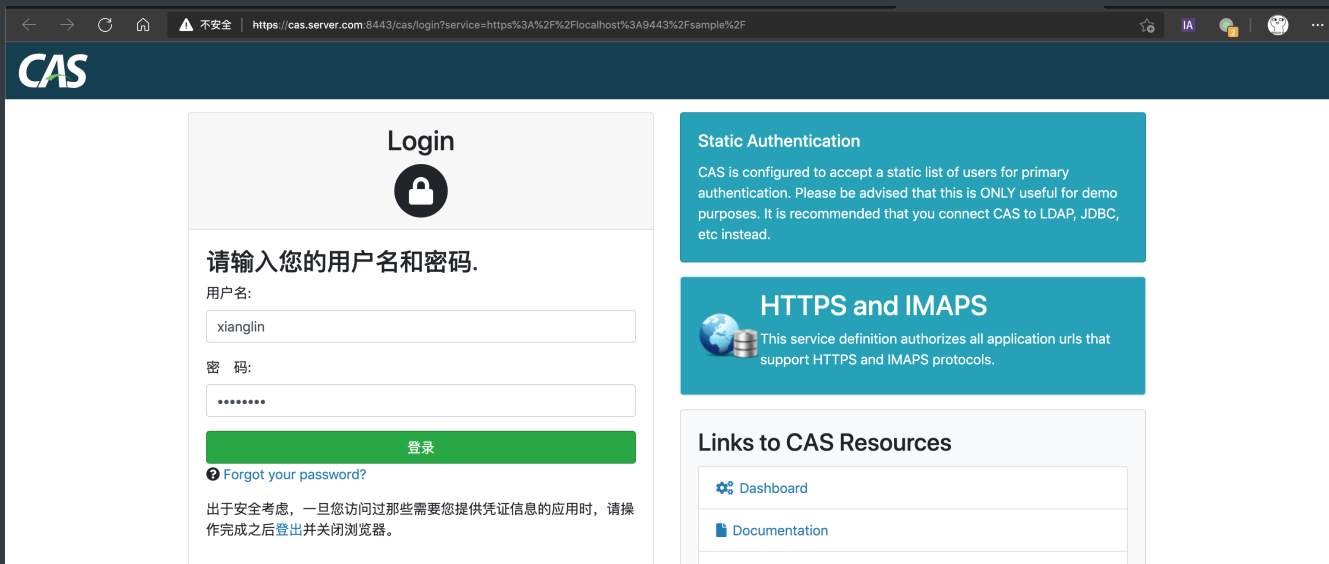 不安全 https://cas.server.com:8443/cas/login?service=https%3A%2F%2Flocalhost%3A9443%2Fsample%2F
IA
2
CAS
Login
请输入您的用户名和密码.
用户名:
xianglin
密 码:
登录
Forgot your password?
出于安全考虑，一旦您访问过那些需要您提供凭证信息的应用时，请操
作完成之后登出并关闭浏览器。
Static Authentication
CAS is configured to accept a static list of users for primary
authentication. Please be advised that this is ONLY useful for demo
purposes. It is recommended that you connect CAS to LDAP, JDBC,
etc instead.
HTTPS and IMAPS
This service definition authorizes all application urls that
support HTTPS and IMAPS protocols.
Links to CAS Resources
Dashboard
Documentation